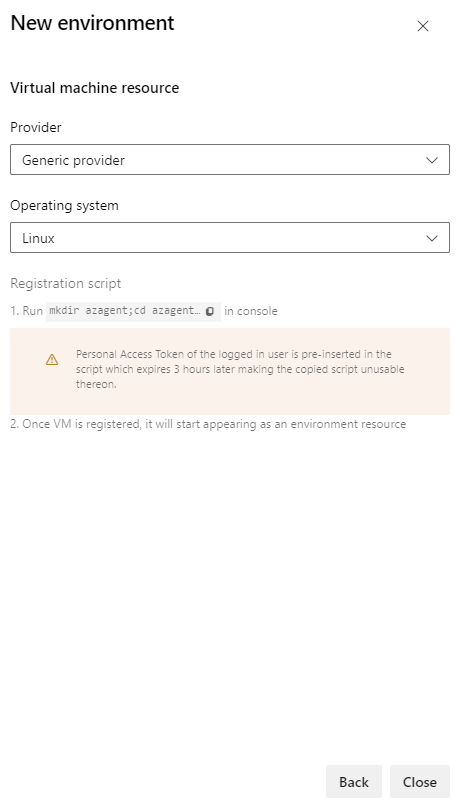 New environment
Virtual machine resource
Provider
Generic provider
Operating system
Linux
Registration script
1. Run mkdir azagent;cd azagent… in console
Personal Access Token of the logged in user is pre-inserted in the
script which expires 3 hours later making the copied script unusable
thereon.
2. Once VM is registered, it will start appearing as an environment resource
Back Close